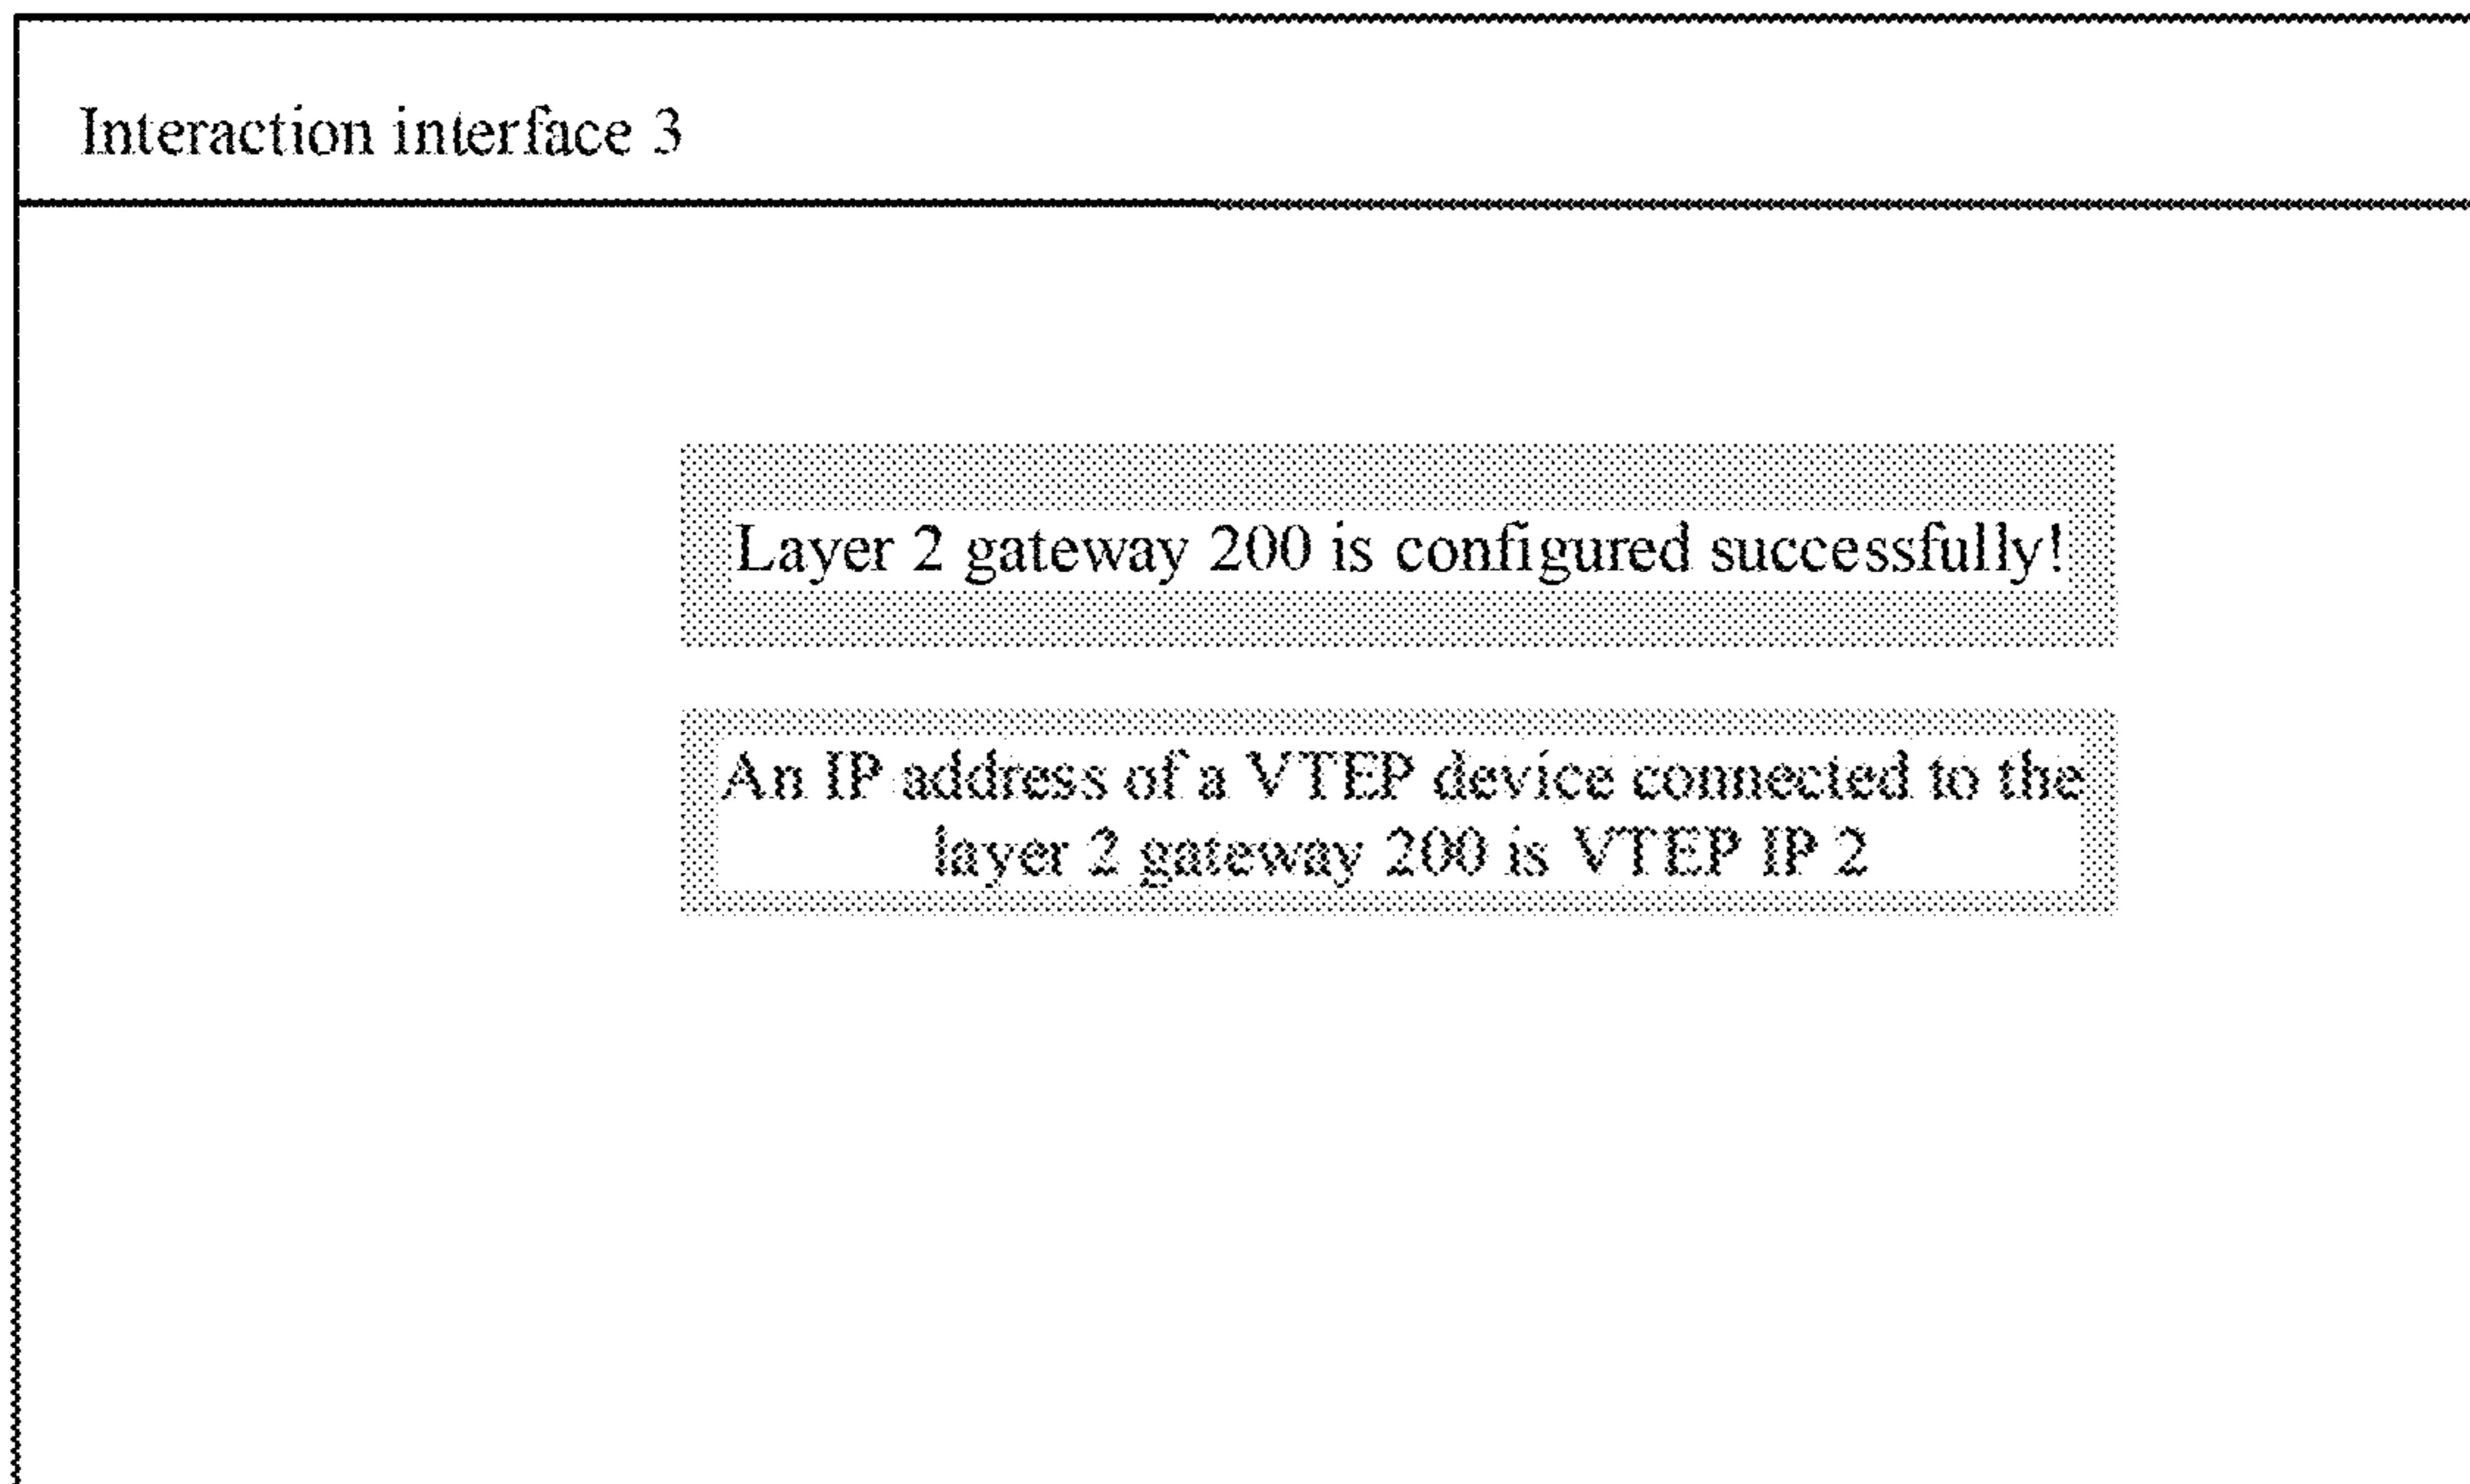 Interaction interface 3
Layer 2 gateway 200 is configured successfully!
An IP address of a VTEP device connected to the
layer 2 gateway 200 is VTEP IP 2